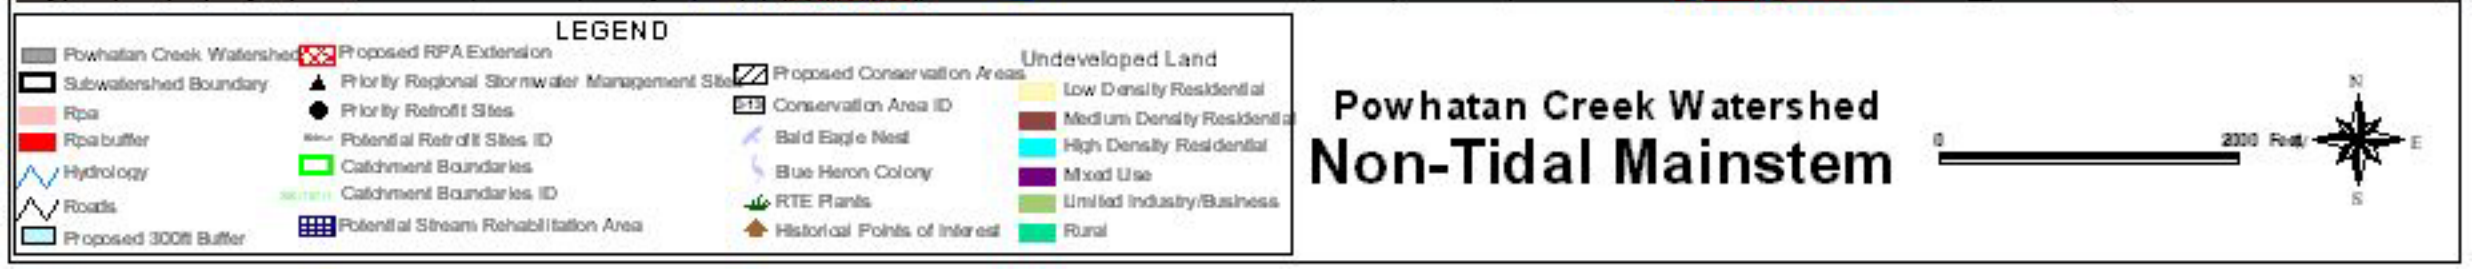 LEGEND
Powhatan Creek Watershed
Subwatershed Boundary
Rpa
Rpa buffer
Hydrology
Roads
Proposed 300ft Buffer
Proposed RPA Extension
Priority Regional Stormwater Management Sites
Priority Retrofit Sites
Potential Retrofit Sites ID
Catchment Boundaries
Catchment Boundaries ID
Potential Stream Rehabilitation Area
Proposed Conservation Areas
Conservation Area ID
Bald Eagle Nest
Blue Heron Colony
RTE Plants
Historical Points of Interest
Undeveloped Land
Low Density Residential
Medium Density Residential
High Density Residential
Mixed Use
Limited Industry/Business
Rural
Powhatan Creek Watershed
Non-Tidal Mainstem
0 2000 Feet
N
E
S